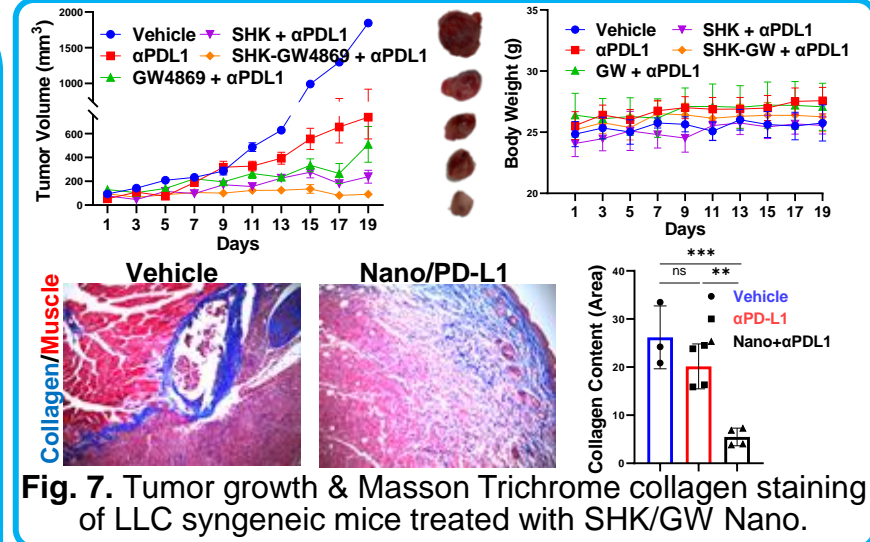 Tumor Volume (mm3)
2000
1500
1000
600
400
200
0
Vehicle
αPDL1
GW4869 + αPDL1
SHK + αPDL1
SHK-GW4869 + αPDL1
1 3 5 7 9 11 13 15 17 19
Days
Body Weight (g)
40
35
30
25
20
Vehicle
αPDL1
GW + αPDL1
SHK + αPDL1
SHK-GW + αPDL1
1 3 5 7 9 11 13 15 17 19
Days
Collagen/Muscle
Vehicle
Nano/PD-L1
Collagen Content (Area)
40
30
20
10
0
***
ns
**
Vehicle
αPD-L1
Nano+αPDL1
Fig. 7. Tumor growth & Masson Trichrome collagen staining
of LLC syngeneic mice treated with SHK/GW Nano.